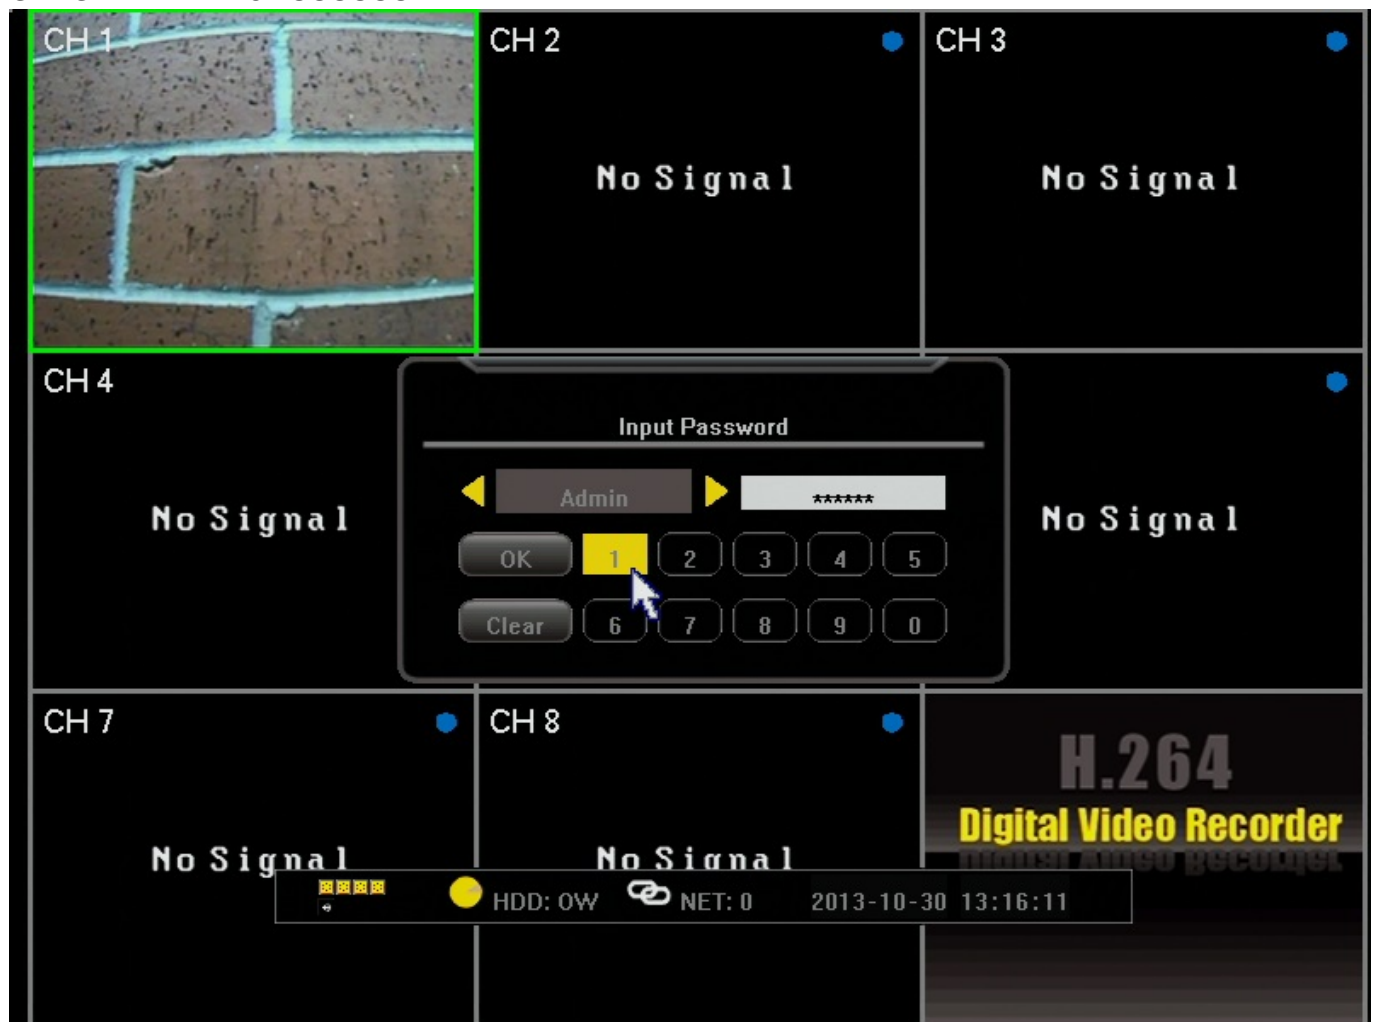 CH 1
CH 2
CH 3
No Signal
No Signal
CH 4
Input Password
Admin
******
No Signal
No Signal
OK
1
2
3
4
5
Clear
6
7
8
9
0
CH 7
CH 8
H.264
Digital Video Recorder
No Signal
No Signal
HDD: 0W
NET: 0
2013-10-30 13:16:11